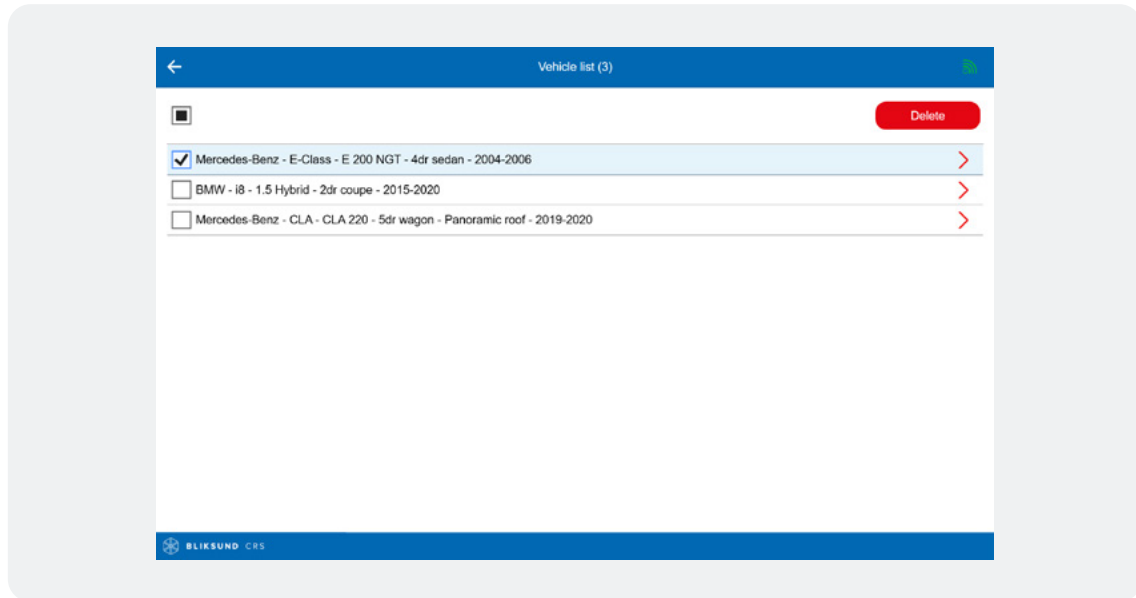 Vehicle list (3)
Delete
Mercedes-Benz - E-Class - E 200 NGT - 4dr sedan - 2004-2006
BMW - i8 - 1.5 Hybrid - 2dr coupe - 2015-2020
Mercedes-Benz - CLA - CLA 220 - 5dr wagon - Panoramic roof - 2019-2020
BLIKSUND CRS